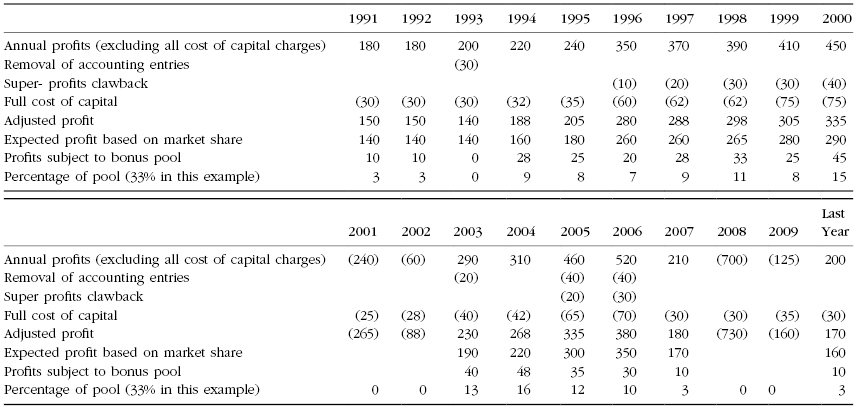 1991 1992 1993 1994 1995 1996 1997 1998 1999 2000
Annual profits (excluding all cost of capital charges) 180 180 200 220 240 350 370 390 410 450
Removal of accounting entries (30)
Super- profits clawback (10) (20) (30) (30) (40)
Full cost of capital (30) (30) (30) (32) (35) (60) (62) (62) (75) (75)
Adjusted profit 150 150 140 188 205 280 288 298 305 335
Expected profit based on market share 140 140 140 160 180 260 260 265 280 290
Profits subject to bonus pool 10 10 0 28 25 20 28 33 25 45
Percentage of pool (33% in this example) 3 3 0 9 8 7 9 11 8 15
Last
2001 2002 2003 2004 2005 2006 2007 2008 2009 Year
Annual profits (excluding all cost of capital charges) (240) (60) 290 310 460 520 210 (700) (125) 200
Removal of accounting entries (20) (40) (40)
Super profits clawback (20) (30)
Full cost of capital (25) (28) (40) (42) (65) (70) (30) (30) (35) (30)
Adjusted profit (265) (88) 230 268 335 380 180 (730) (160) 170
Expected profit based on market share 190 220 300 350 170 160
Profits subject to bonus pool 40 48 35 30 10 10
Percentage of pool (33% in this example) 0 0 13 16 12 10 3 0 0 3